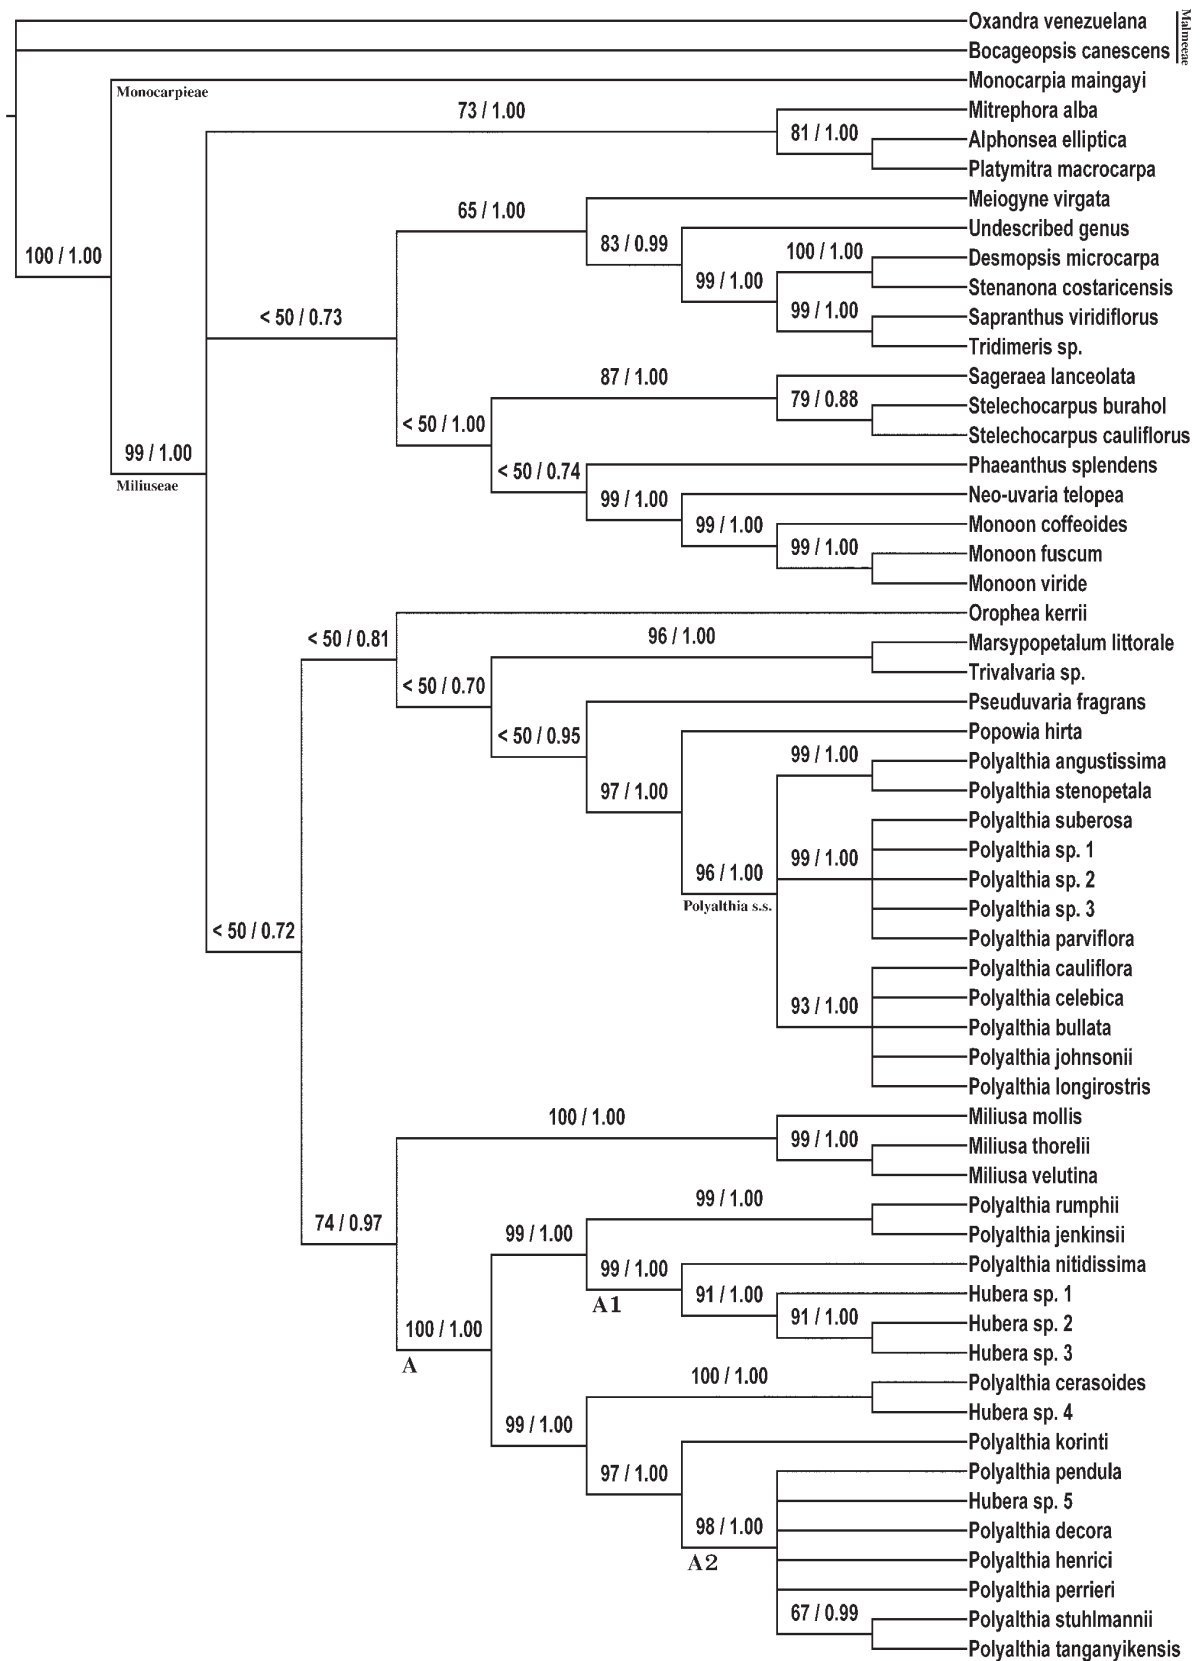 Oxandra venezuelana
Bocageopsis canescens
Malmeeae
Monocarpia maingayi
Monocarpieae
73 / 1.00
Mitrephora alba
81 / 1.00
Alphonsea elliptica
Platymitra macrocarpa
Meiogyne virgata
65 / 1.00
Undescribed genus
83 / 0.99
100 / 1.00
Desmopsis microcarpa
100 / 1.00
99 / 1.00
Stenanona costaricensis
99 / 1.00
Sapranthus viridiflorus
< 50 / 0.73
Tridimeris sp.
87 / 1.00
Sageraea lanceolata
79 / 0.88
Stelechocarpus burahol
< 50 / 1.00
Stelechocarpus cauliflorus
99 / 1.00
Miliuseae
< 50 / 0.74
Phaeanthus splendens
99 / 1.00
Neo-uvaria telopea
99 / 1.00
Monoon coffeoides
99 / 1.00
Monoon fuscum
Monoon viride
Orophea kerrii
< 50 / 0.81
96 / 1.00
Marsypopetalum littorale
Trivalvaria sp.
< 50 / 0.70
Pseuduvaria fragrans
< 50 / 0.95
Popowia hirta
99 / 1.00
Polyalthia angustissima
97 / 1.00
Polyalthia stenopetala
Polyalthia suberosa
Polyalthia sp. 1
99 / 1.00
96 / 1.00
Polyalthia s.s.
Polyalthia sp. 2
Polyalthia sp. 3
< 50 / 0.72
Polyalthia parviflora
Polyalthia cauliflora
Polyalthia celebica
93 / 1.00
Polyalthia bullata
Polyalthia johnsonii
Polyalthia longirostris
100 / 1.00
Miliusa mollis
99 / 1.00
Miliusa thorelii
Miliusa velutina
99 / 1.00
Polyalthia rumphii
74 / 0.97
99 / 1.00
Polyalthia jenkinsii
99 / 1.00
A1
Polyalthia nitidissima
91 / 1.00
Hubera sp. 1
91 / 1.00
Hubera sp. 2
100 / 1.00
A
Hubera sp. 3
100 / 1.00
Polyalthia cerasoides
99 / 1.00
Hubera sp. 4
Polyalthia korinti
97 / 1.00
Polyalthia pendula
Hubera sp. 5
98 / 1.00
A2
Polyalthia decora
Polyalthia henrici
Polyalthia perrieri
67 / 0.99
Polyalthia stuhlmannii
Polyalthia tanganyikensis